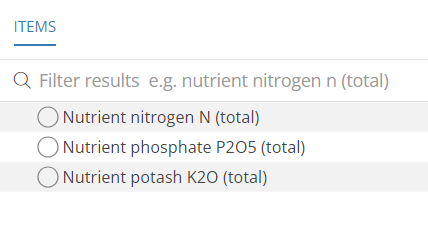 ITEMS
Filter results e.g. nutrient nitrogen n (total)
Nutrient nitrogen N (total)
Nutrient phosphate P2O5 (total)
Nutrient potash K2O (total)